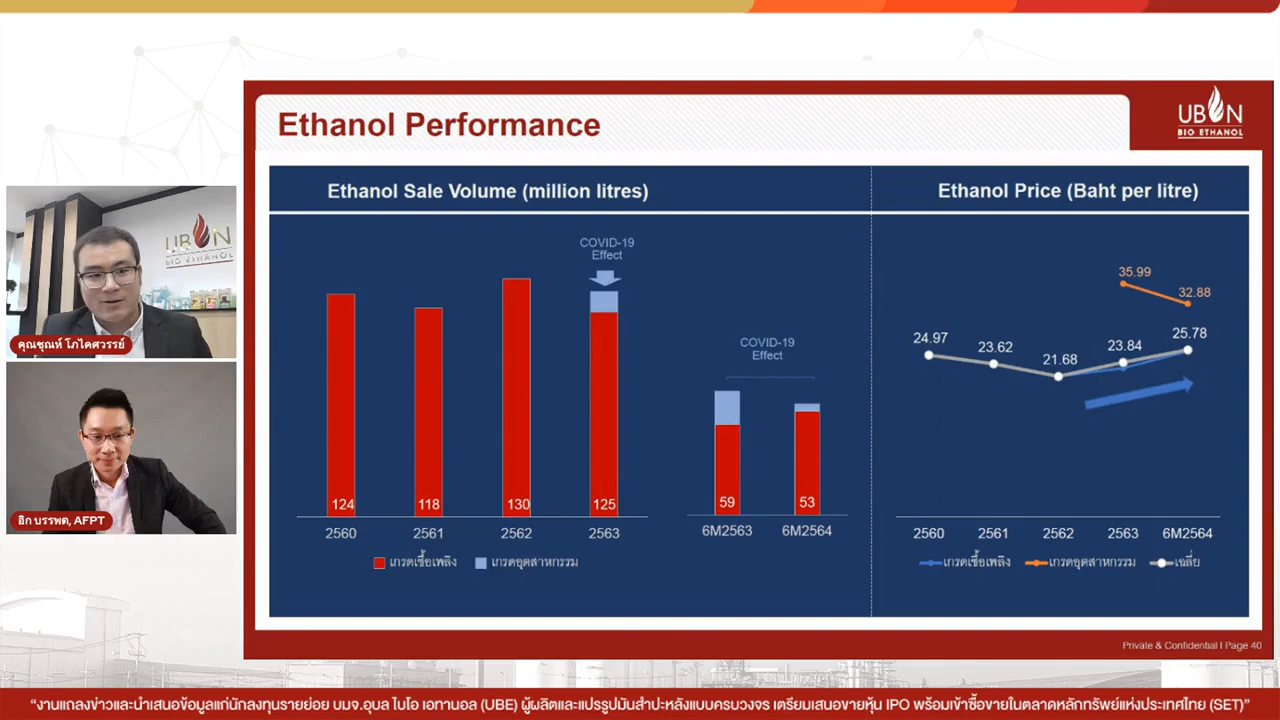 Ethanol Performance
UBON
BIO ETHANOL
Ethanol Sale Volume (million litres)
Ethanol Price (Baht per litre)
UBON
BIO ETHANOL
คุณชุณห์ โภไคศวรรย์
อิก บรรพต, AFPT
COVID-19
Effect
COVID-19
Effect
124
118
130
125
59
53
2560
2561
2562
2563
6M2563
6M2564
เกรดเชื้อเพลิง
เกรดอุตสาหกรรม
35.99
32.88
24.97
23.62
21.68
23.84
25.78
2560
2561
2562
2563
6M2564
เกรดเชื้อเพลิง
เกรดอุตสาหกรรม
เฉลี่ย
Private & Confidential I Page 40
“งานแถลงข่าวและนำเสนอข้อมูลแก่นักลงทุนรายย่อย บมจ.อุบล ไบโอ เอทานอล (UBE) ผู้ผลิตและแปรรูปมันสำปะหลังแบบครบวงจร เตรียมเสนอขายหุ้น IPO พร้อมเข้าซื้อขายในตลาดหลักทรัพย์แห่งประเทศไทย (SET)”